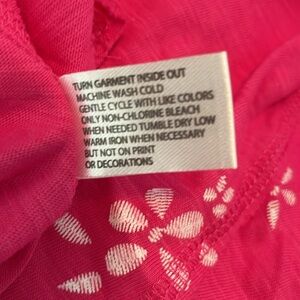 TURN GARMENT INSIDE OUT
MACHINE WASH COLD
GENTLE CYCLE WITH LIKE COLORS
ONLY NON-CHLORINE BLEACH
WHEN NEEDED TUMBLE DRY LOW
WARM IRON WHEN NECESSARY
BUT NOT ON PRINT
OR DECORATIONS